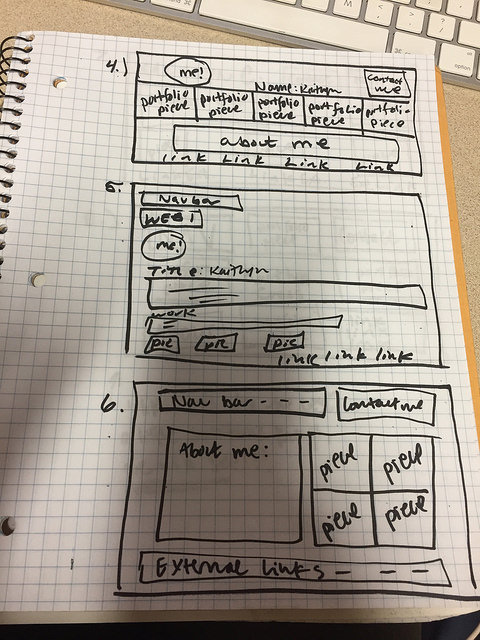 4.)
me!
Name: Kaitlyn
Contact me
portfolio piece
portfolio piece
portfolio piece
portfolio piece
portfolio piece
about me
link link link link
5.
Nav bar
me!
Title: Kaitlyn
work
pic pic pic
link link link
6.
Nav bar - - -
Contact me
About me:
piece piece
piece piece
External Links - - -
option